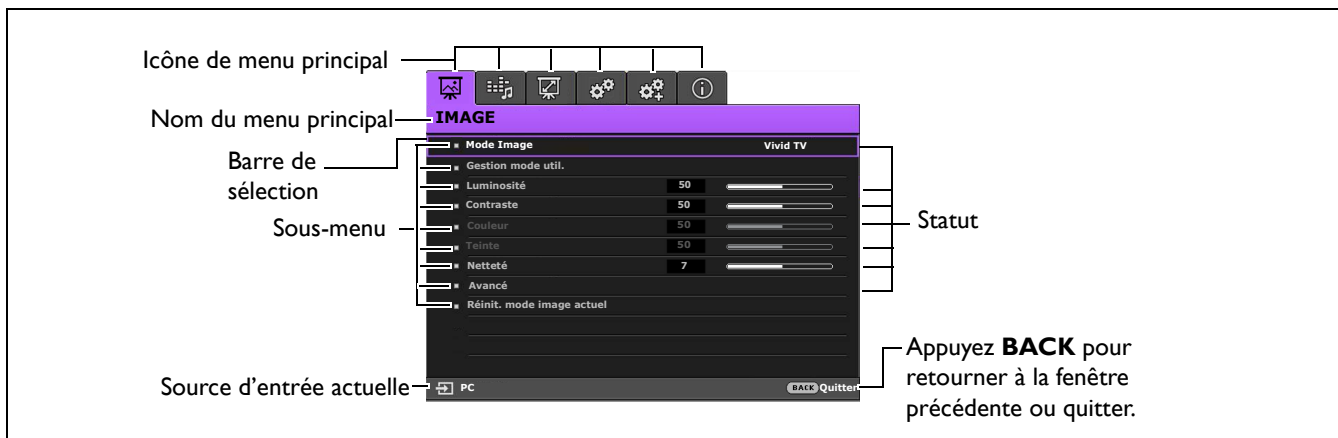 Icône de menu principal
Nom du menu principal
IMAGE
Barre de
sélection
Mode Image Vivid TV
Gestion mode util.
Luminosité 50
Contraste 50
Sous-menu
Couleur 50
Teinte 50
Netteté 7
Avancé
Réinit. mode image actuel
Statut
Source d'entrée actuelle
PC
BACK Quitter
Appuyez BACK pour
retourner à la fenêtre
précédente ou quitter.